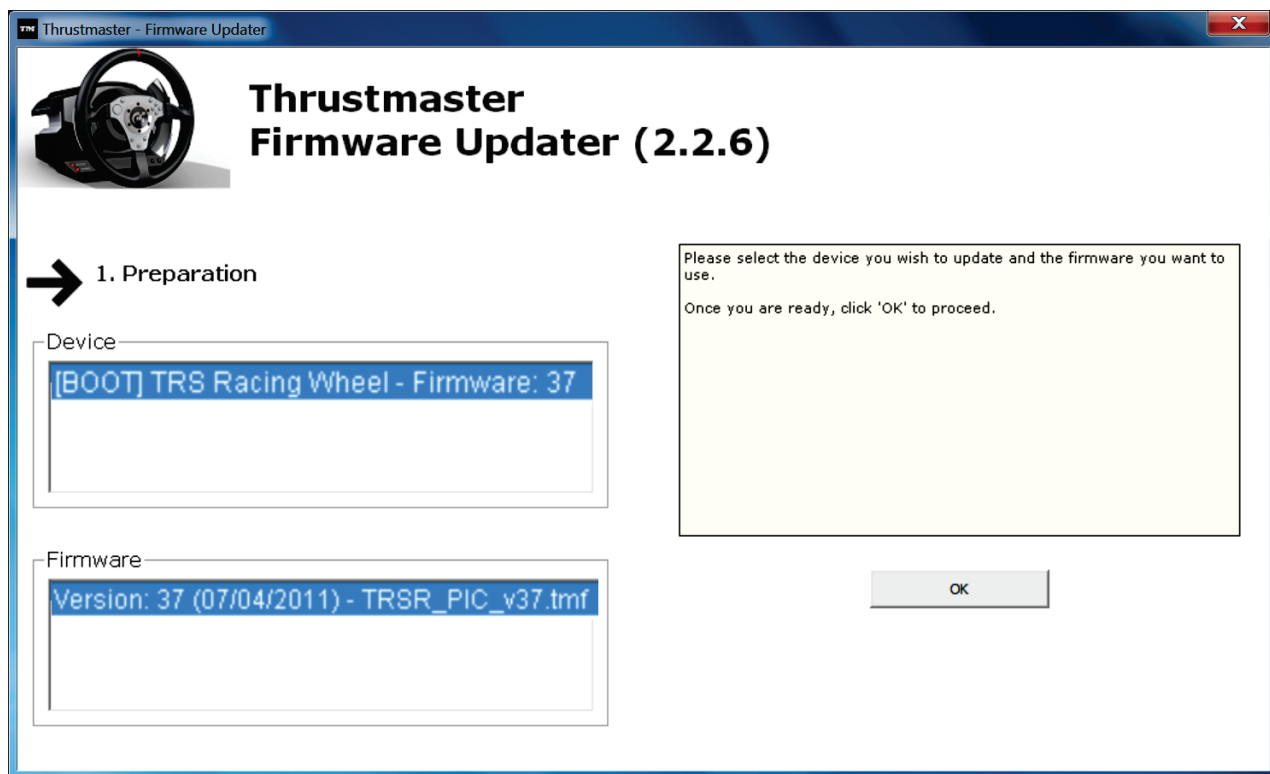 TM Thrustmaster - Firmware Updater
X
Thrustmaster
Firmware Updater (2.2.6)
1. Preparation
Device
[BOOT] TRS Racing Wheel - Firmware: 37
Firmware
Version: 37 (07/04/2011) - TRSR_PIC_v37.tmf
Please select the device you wish to update and the firmware you want to
use.
Once you are ready, click 'OK' to proceed.
OK